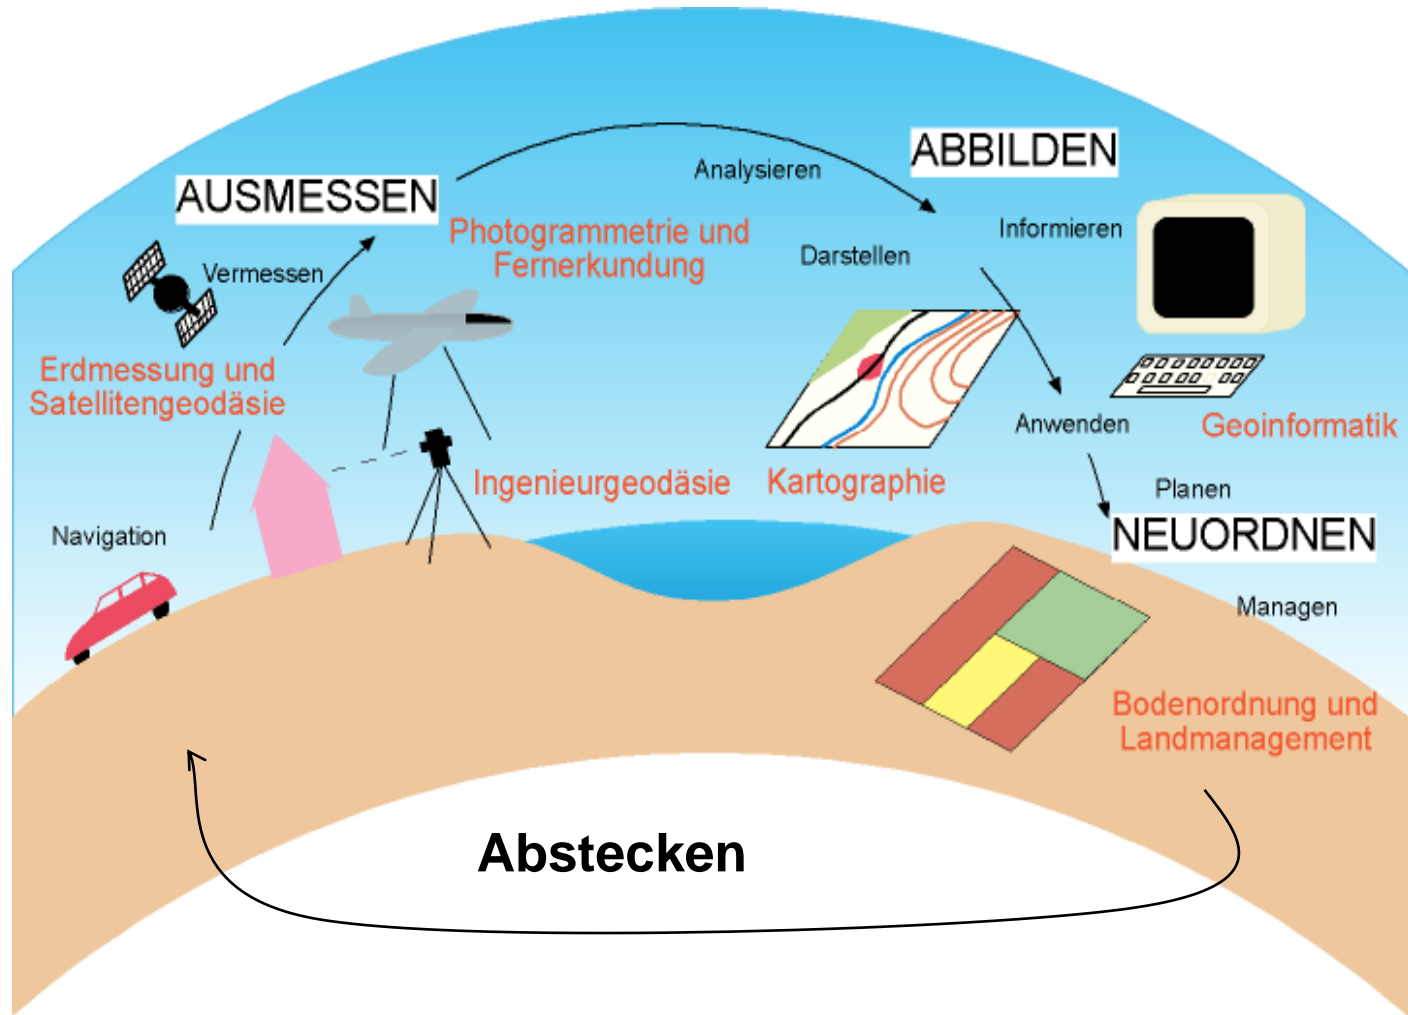 ABBILDEN
Analysieren
AUSMESSEN
Informieren
Photogrammetrie und
Fernerkundung
Darstellen
Vermessen
Erdmessung und
Satellitengeodäsie
Anwenden
Geoinformatik
Ingenieurgeodäsie
Kartographie
Planen
Navigation
NEUORDNEN
Managen
Bodenordnung und
Landmanagement
Abstecken